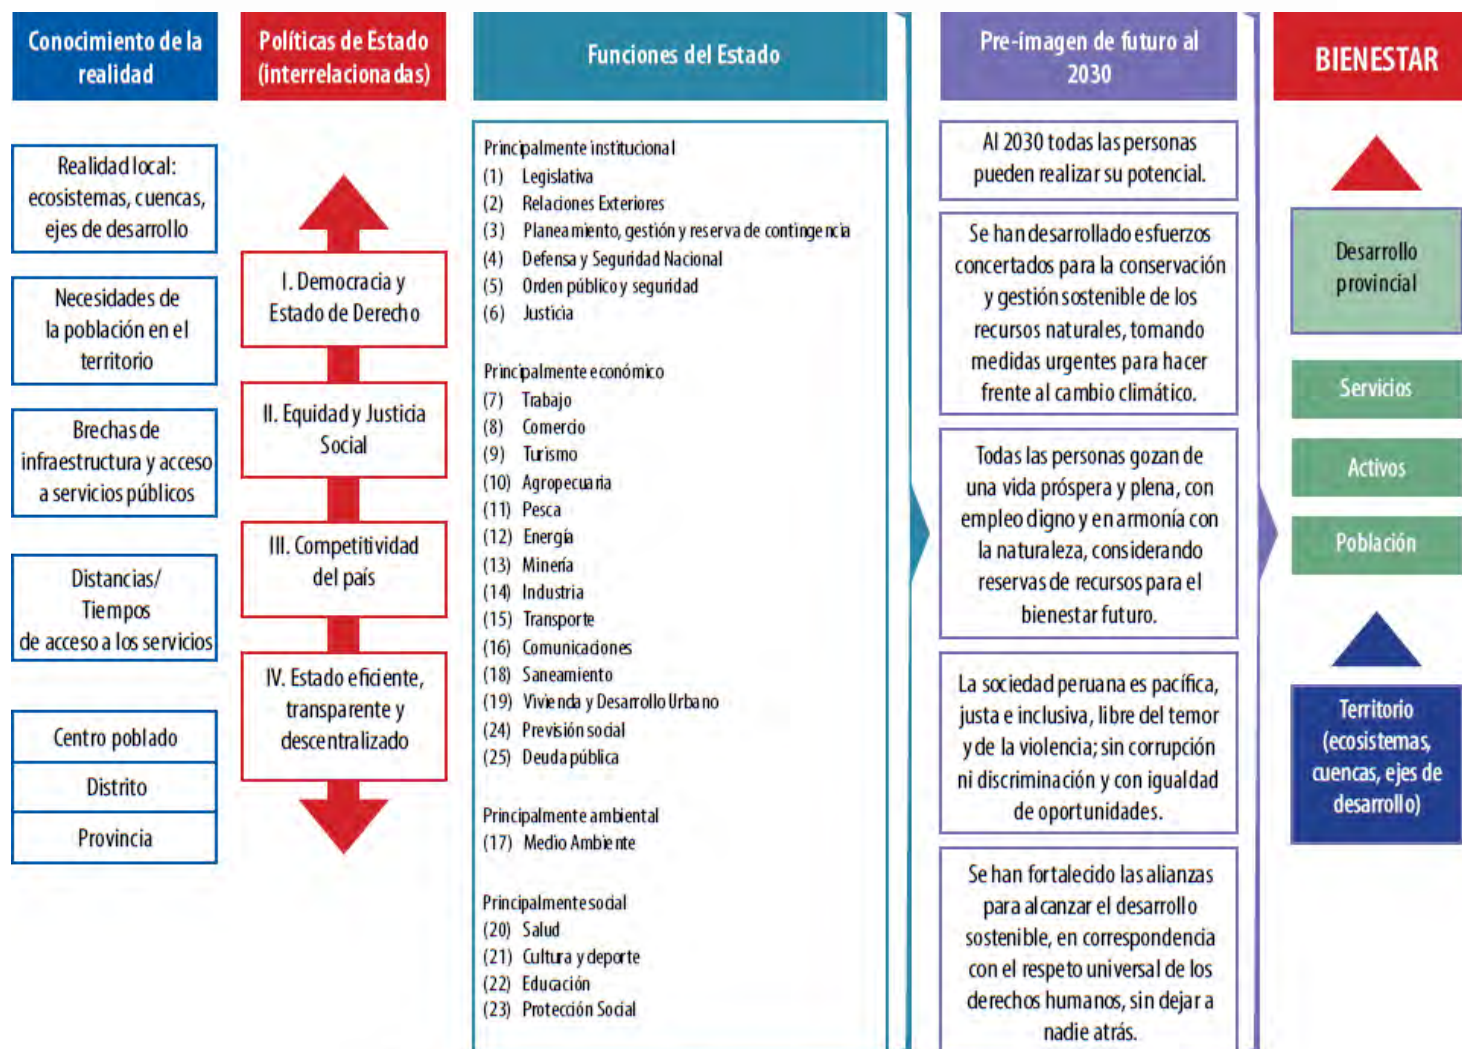 Conocimiento de la
realidad
Realidad local:
ecosistemas, cuencas,
ejes de desarrollo
Necesidades de
la población en el
territorio
Brechas de
infraestructura y acceso
a servicios públicos
Distancias/
Tiempos
de acceso a los servicios
Centro poblado
Distrito
Provincia
Políticas de Estado
(interrelacionadas)
I. Democracia y
Estado de Derecho
II. Equidad y Justicia
Social
III. Competitividad
del país
IV. Estado eficiente,
transparente y
descentralizado
Funciones del Estado
Principalmente institucional
(1) Legislativa
(2) Relaciones Exteriores
(3) Planeamiento, gestión y reserva de contingencia
(4) Defensa y Seguridad Nacional
(5) Orden público y seguridad
(6) Justicia
Principalmente económico
(7) Trabajo
(8) Comercio
(9) Turismo
(10) Agropecuaria
(11) Pesca
(12) Energía
(13) Minería
(14) Industria
(15) Transporte
(16) Comunicaciones
(18) Saneamiento
(19) Vivienda y Desarrollo Urbano
(24) Previsión social
(25) Deuda pública
Principalmente ambiental
(17) Medio Ambiente
Principalmente social
(20) Salud
(21) Cultura y deporte
(22) Educación
(23) Protección Social
Pre-imagen de futuro al
2030
Al 2030 todas las personas
pueden realizar su potencial.
Se han desarrollado esfuerzos
concertados para la conservación
y gestión sostenible de los
recursos naturales, tomando
medidas urgentes para hacer
frente al cambio climático.
Todas las personas gozan de
una vida próspera y plena, con
empleo digno y en armonía con
la naturaleza, considerando
reservas de recursos para el
bienestar futuro.
La sociedad peruana es pacífica,
justa e inclusiva, libre del temor
y de la violencia; sin corrupción
ni discriminación y con igualdad
de oportunidades.
Se han fortalecido las alianzas
para alcanzar el desarrollo
sostenible, en correspondencia
con el respeto universal de los
derechos humanos, sin dejar a
nadie atrás.
BIENESTAR
Desarrollo
provincial
Servicios
Activos
Población
Territorio
(ecosistemas,
cuencas, ejes de
desarrollo)